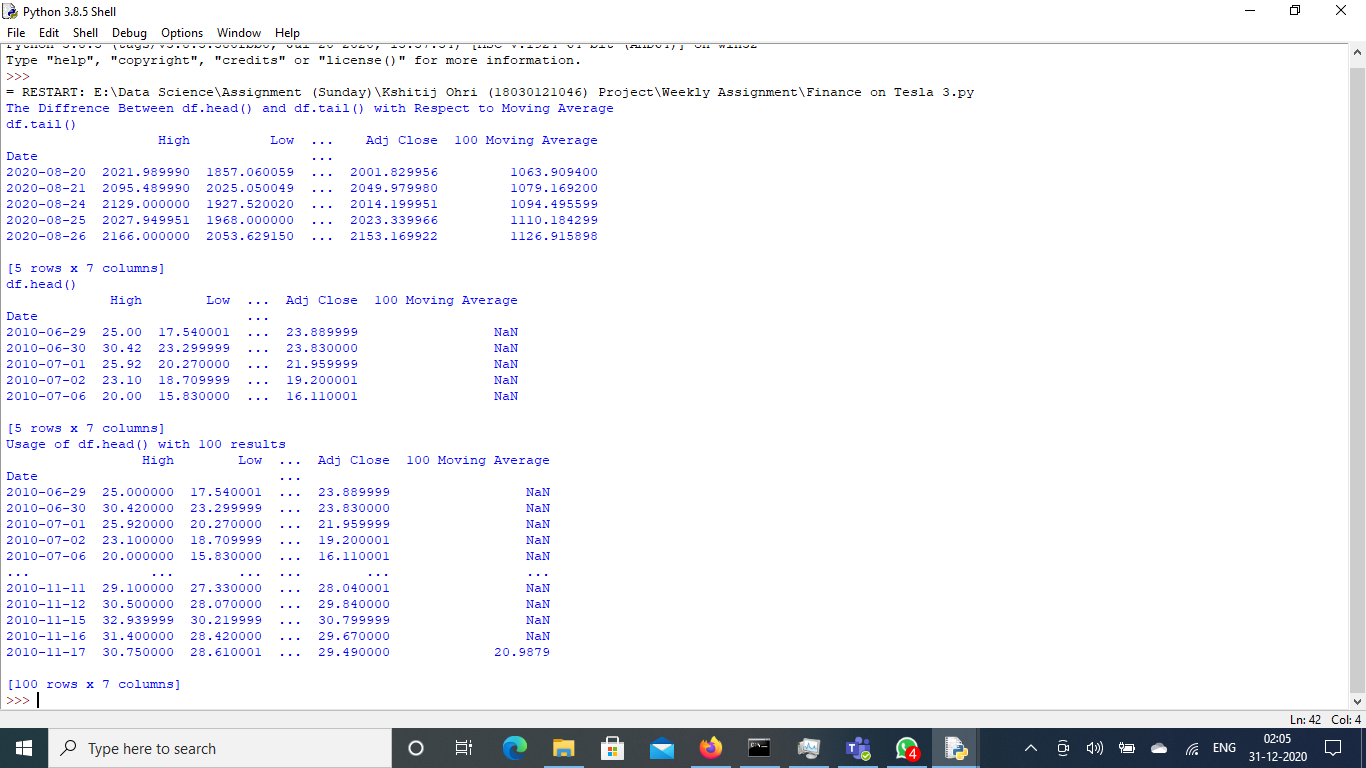 Python 3.8.5 Shell
File Edit Shell Debug Options Window Help
Type "help", "copyright", "credits" or "license()" for more information.
>>>
= RESTART: E:\Data Science\Assignment (Sunday)\Kshitij Ohri (18030121046) Project\Weekly Assignment\Finance on Tesla 3.py
The Diffrence Between df.head() and df.tail() with Respect to Moving Average
df.tail()
High Low ... Adj Close 100 Moving Average
Date ...
2020-08-20 2021.989990 1857.060059 ... 2001.829956 1063.909400
2020-08-21 2095.489990 2025.050049 ... 2049.979980 1079.169200
2020-08-24 2129.000000 1927.520020 ... 2014.199951 1094.495599
2020-08-25 2027.949951 1968.000000 ... 2023.339966 1110.184299
2020-08-26 2166.000000 2053.629150 ... 2153.169922 1126.915898
[5 rows x 7 columns]
df.head()
High Low ... Adj Close 100 Moving Average
Date ...
2010-06-29 25.00 17.540001 ... 23.889999 NaN
2010-06-30 30.42 23.299999 ... 23.830000 NaN
2010-07-01 25.92 20.270000 ... 21.959999 NaN
2010-07-02 23.10 18.709999 ... 19.200001 NaN
2010-07-06 20.00 15.830000 ... 16.110001 NaN
[5 rows x 7 columns]
Usage of df.head() with 100 results
High Low ... Adj Close 100 Moving Average
Date ...
2010-06-29 25.000000 17.540001 ... 23.889999 NaN
2010-06-30 30.420000 23.299999 ... 23.830000 NaN
2010-07-01 25.920000 20.270000 ... 21.959999 NaN
2010-07-02 23.100000 18.709999 ... 19.200001 NaN
2010-07-06 20.000000 15.830000 ... 16.110001 NaN
... ... ... ... ... ...
2010-11-11 29.100000 27.330000 ... 28.040001 NaN
2010-11-12 30.500000 28.070000 ... 29.840000 NaN
2010-11-15 32.939999 30.219999 ... 30.799999 NaN
2010-11-16 31.400000 28.420000 ... 29.670000 NaN
2010-11-17 30.750000 28.610001 ... 29.490000 20.9879
[100 rows x 7 columns]
>>>
Ln: 42 Col: 4
Type here to search
4
ENG
02:05
31-12-2020